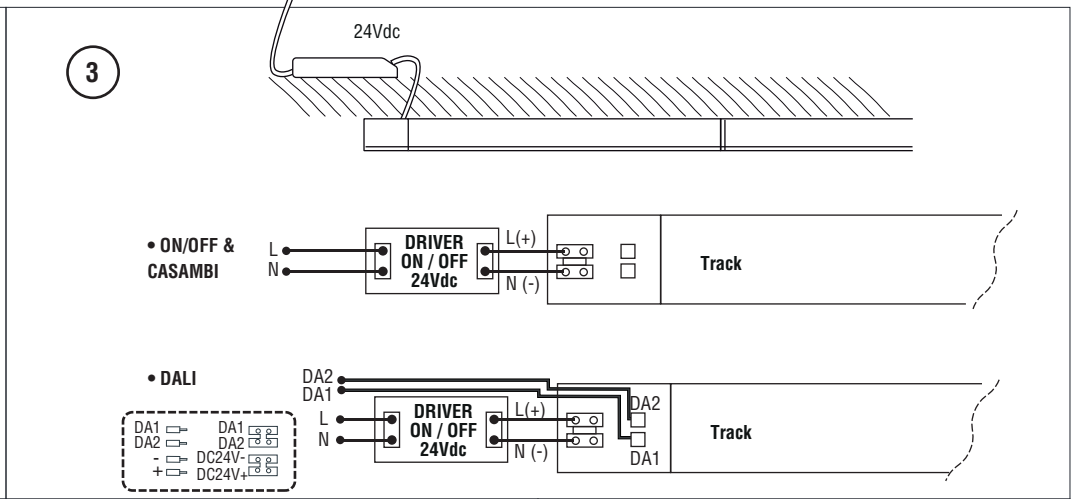 3
24Vdc
• ON/OFF &
CASAMBI
L
N
DRIVER
ON / OFF
24Vdc
L(+)
N (-)
Track
• DALI
DA2
DA1
L
N
DRIVER
ON / OFF
24Vdc
L(+)
N (-)
DA2
DA1
Track
DA1 DA1
DA2 DA2
- DC24V-
+ DC24V+